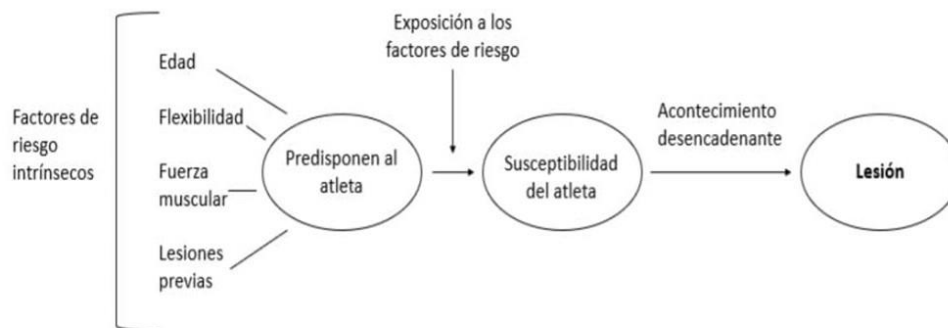 Factores de
riesgo
intrínsecos
Edad
Flexibilidad
Fuerza
muscular
Lesiones
previas
Predisponen al
atleta
Exposición a los
factores de riesgo
Susceptibilidad
del atleta
Acontecimiento
desencadenante
Lesión